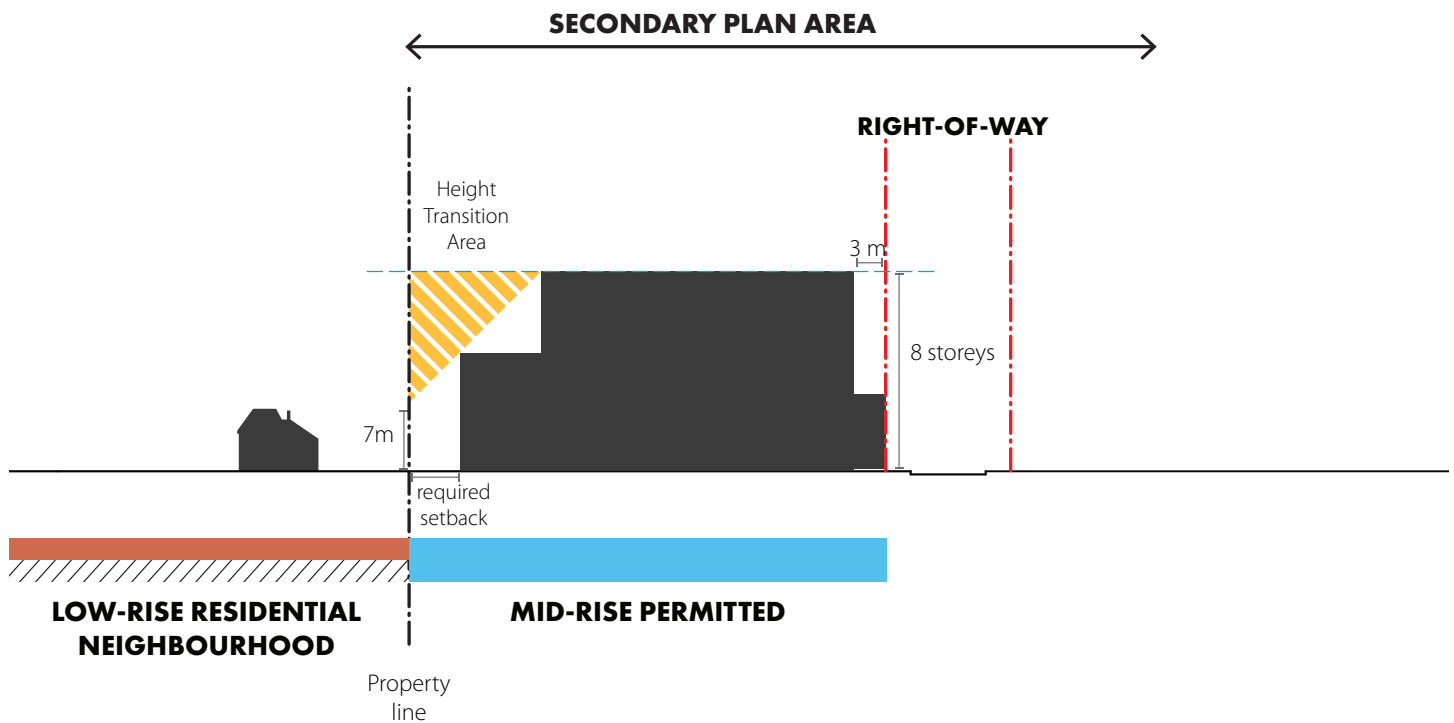 SECONDARY PLAN AREA
RIGHT-OF-WAY
Height
Transition
Area
3 m
8 storeys
7m
required
setback
LOW-RISE RESIDENTIAL
NEIGHBOURHOOD
MID-RISE PERMITTED
Property
line